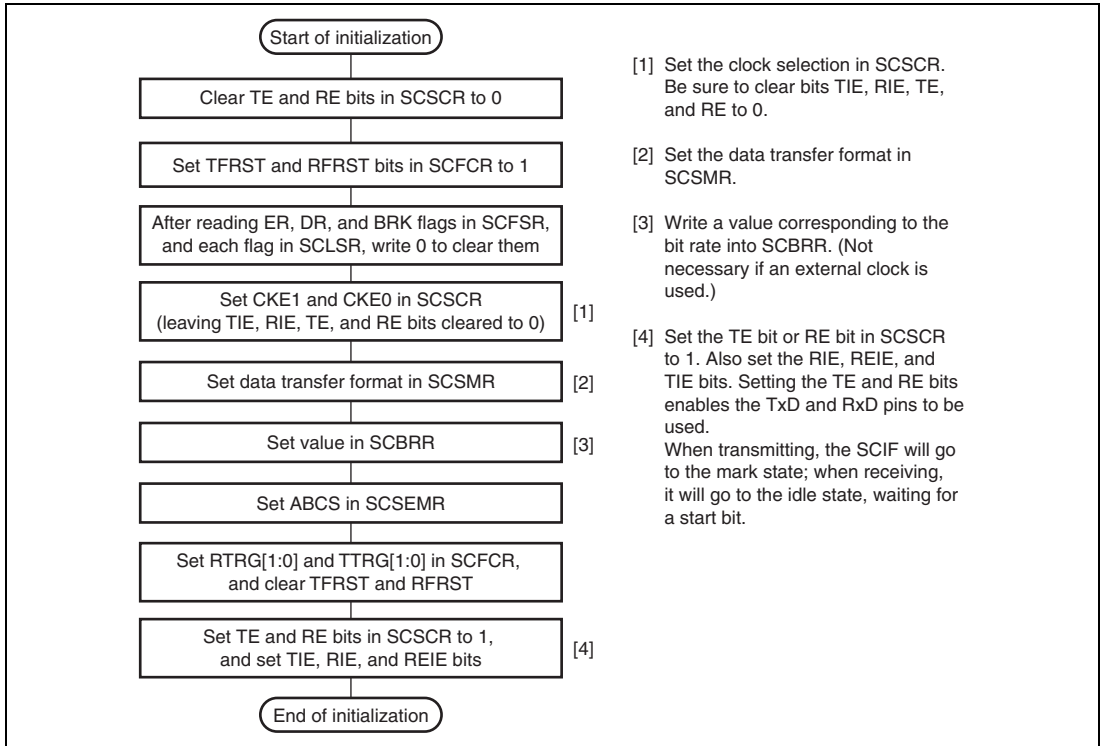 Start of initialization
Clear TE and RE bits in SCSCR to 0
Set TFRST and RFRST bits in SCFCR to 1
After reading ER, DR, and BRK flags in SCFSR,
and each flag in SCLSR, write 0 to clear them
Set CKE1 and CKE0 in SCSCR
(leaving TIE, RIE, TE, and RE bits cleared to 0)
[1]
Set data transfer format in SCSMR
[2]
Set value in SCBRR
[3]
Set ABCS in SCSEMR
Set RTRG[1:0] and TTRG[1:0] in SCFCR,
and clear TFRST and RFRST
Set TE and RE bits in SCSCR to 1,
and set TIE, RIE, and REIE bits
[4]
End of initialization
[1] Set the clock selection in SCSCR.
Be sure to clear bits TIE, RIE, TE,
and RE to 0.
[2] Set the data transfer format in
SCSMR.
[3] Write a value corresponding to the
bit rate into SCBRR. (Not
necessary if an external clock is
used.)
[4] Set the TE bit or RE bit in SCSCR
to 1. Also set the RIE, REIE, and
TIE bits. Setting the TE and RE bits
enables the TxD and RxD pins to be
used.
When transmitting, the SCIF will go
to the mark state; when receiving,
it will go to the idle state, waiting for
a start bit.